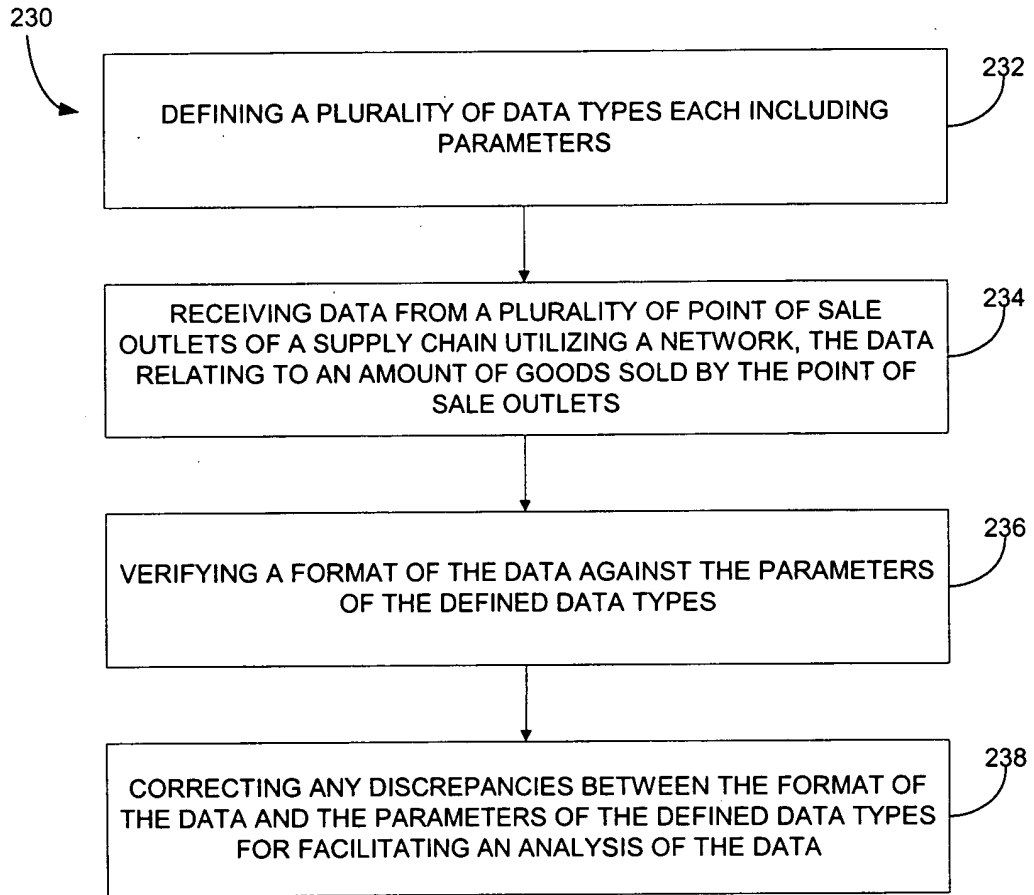 230
232
DEFINING A PLURALITY OF DATA TYPES EACH INCLUDING
PARAMETERS
234
RECEIVING DATA FROM A PLURALITY OF POINT OF SALE
OUTLETS OF A SUPPLY CHAIN UTILIZING A NETWORK, THE DATA
RELATING TO AN AMOUNT OF GOODS SOLD BY THE POINT OF
SALE OUTLETS
236
VERIFYING A FORMAT OF THE DATA AGAINST THE PARAMETERS
OF THE DEFINED DATA TYPES
238
CORRECTING ANY DISCREPANCIES BETWEEN THE FORMAT OF
THE DATA AND THE PARAMETERS OF THE DEFINED DATA TYPES
FOR FACILITATING AN ANALYSIS OF THE DATA